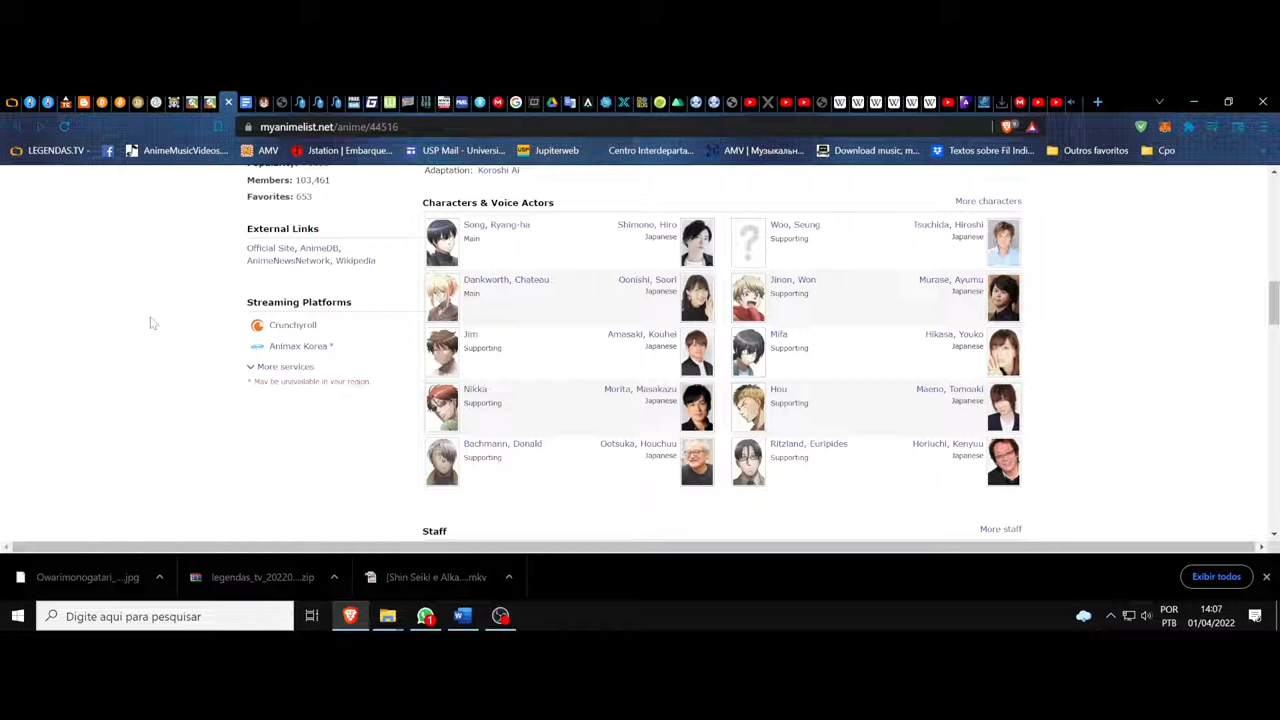 myanimelist.net/anime/44516
LEGENDAS.TV - AnimeMusicVideos... AMV Jstation | Embarque... USP Mail - Universi... Jupiterweb Centro Interdeparta... AMV | Музыкальн... Download music, m... Textos sobre Fil Indi... Outros favoritos Cpo
Members: 103,461
Favorites: 653
External Links
Official Site, AnimeDB,
AnimeNewsNetwork, Wikipedia
Streaming Platforms
Crunchyroll
Animax Korea *
More services
* May be unavailable in your region.
Adaptation: Koroshi Ai
Characters & Voice Actors More characters
Song, Ryang-ha Shimono, Hiro Woo, Seung Tsuchida, Hiroshi
Main Japanese Supporting Japanese
Dankworth, Chateau Oonishi, Saori Jinon, Won Murase, Ayumu
Main Japanese Supporting Japanese
Jim Amasaki, Kouhei Mifa Hikasa, Youko
Supporting Japanese Supporting Japanese
Nikka Morita, Masakazu Hou Maeno, Tomoaki
Supporting Japanese Supporting Japanese
Bachmann, Donald Ootsuka, Houchuu Ritzland, Euripides Horiuchi, Kenyuu
Supporting Japanese Supporting Japanese
Staff More staff
Owarimonogatari_....jpg legendas_tv_20220....zip [Shin Seiki e Alka....mkv Exibir todos
Digite aqui para pesquisar
1
POR
PTB
14:07
01/04/2022